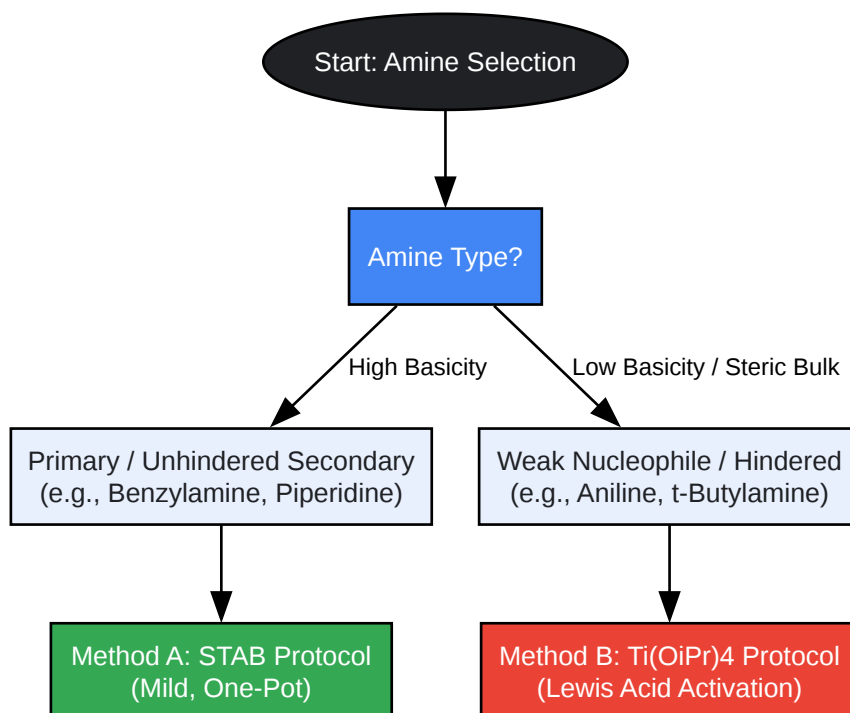 Start: Amine Selection
Amine Type?
High Basicity
Low Basicity / Steric Bulk
Primary / Unhindered Secondary
(e.g., Benzylamine, Piperidine)
Weak Nucleophile / Hindered
(e.g., Aniline, t-Butylamine)
Method A: STAB Protocol
(Mild, One-Pot)
Method B: Ti(OiPr)4 Protocol
(Lewis Acid Activation)